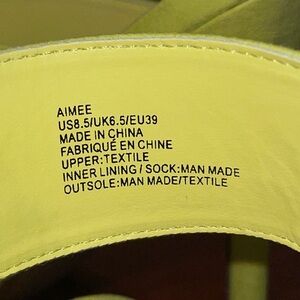 AIMEE
US8.5/UK6.5/EU39
MADE IN CHINA
FABRIQUÉ EN CHINE
UPPER:TEXTILE
INNER LINING / SOCK:MAN MADE
OUTSOLE:MAN MADE/TEXTILE